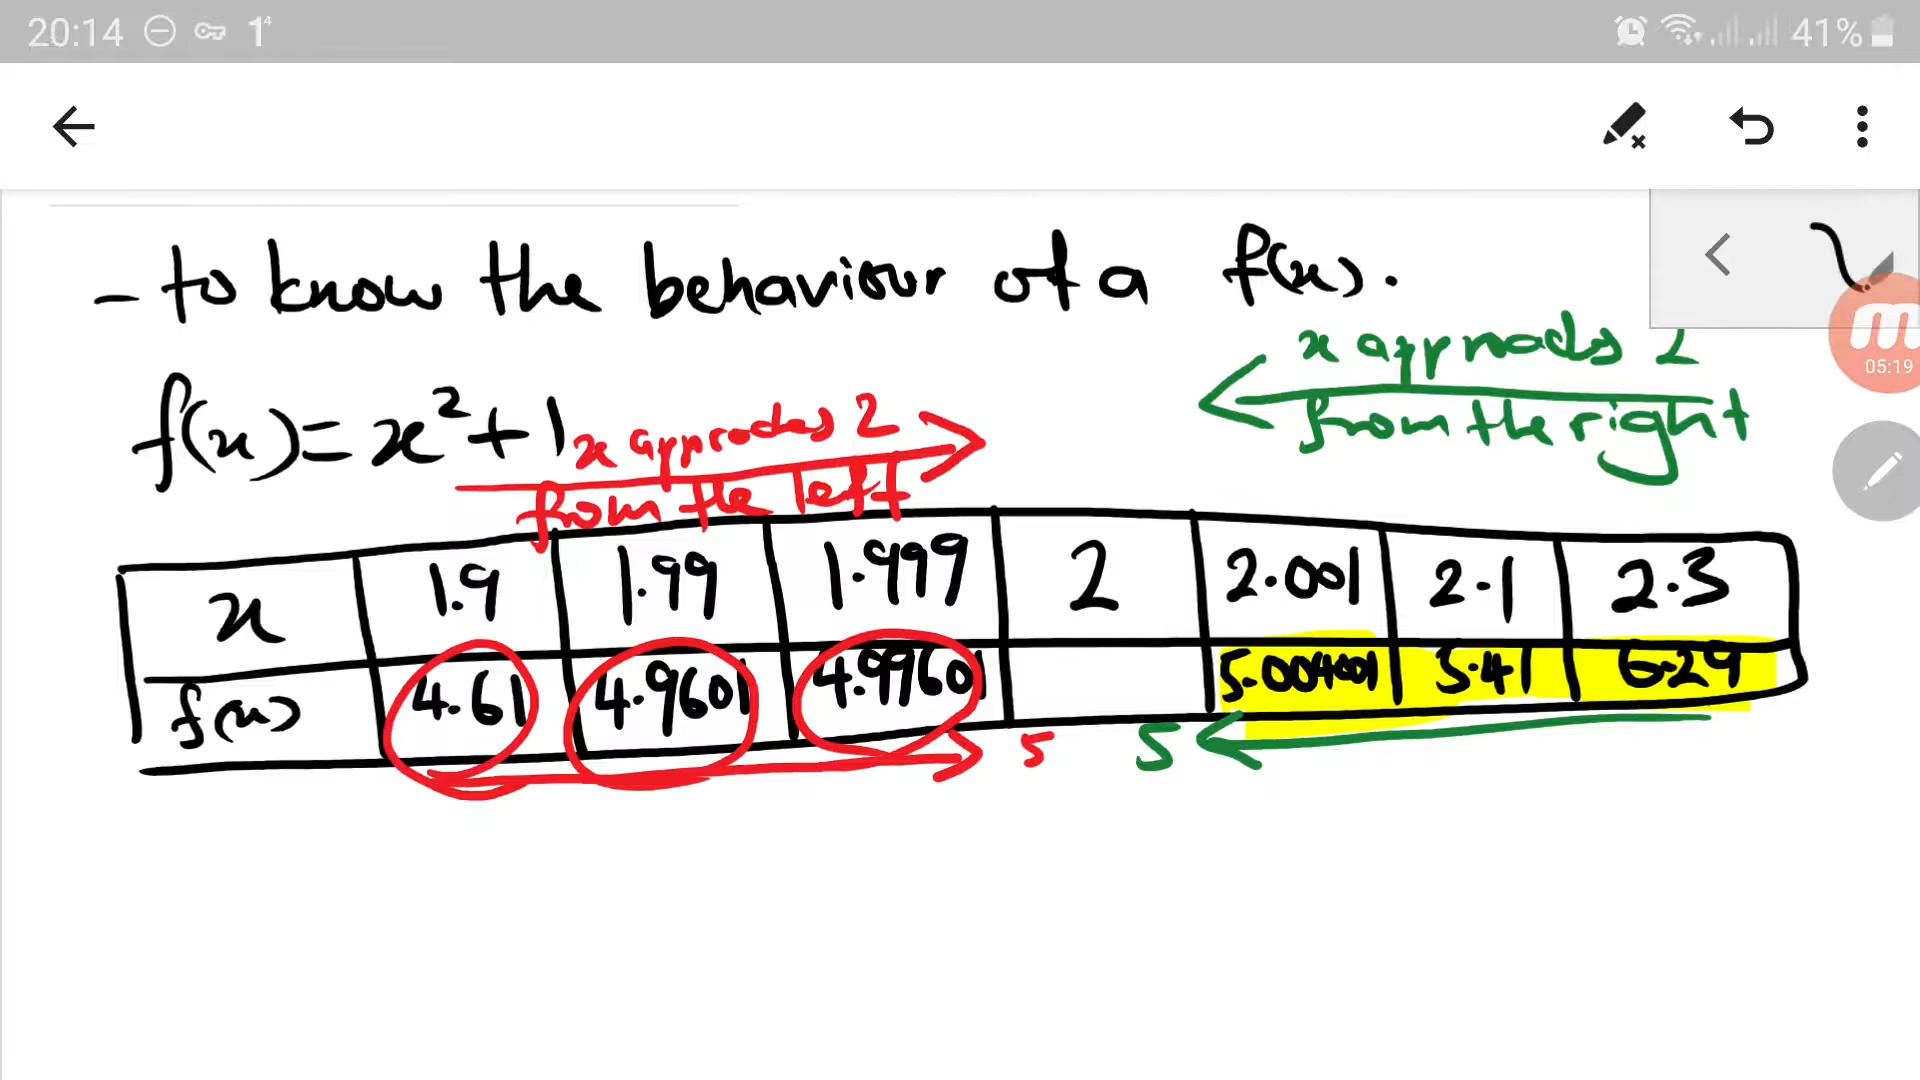 20:14 1⁴ 41%
- to know the behaviour of a f(x).
x approaches 2
from the right
05:19
f(x)=x²+1
x approaches 2
from the left
x 1.9 1.99 1.999 2 2.001 2.1 2.3
f(x) 4.61 4.9601 4.99601 5.004001 5.41 6.29
5 5